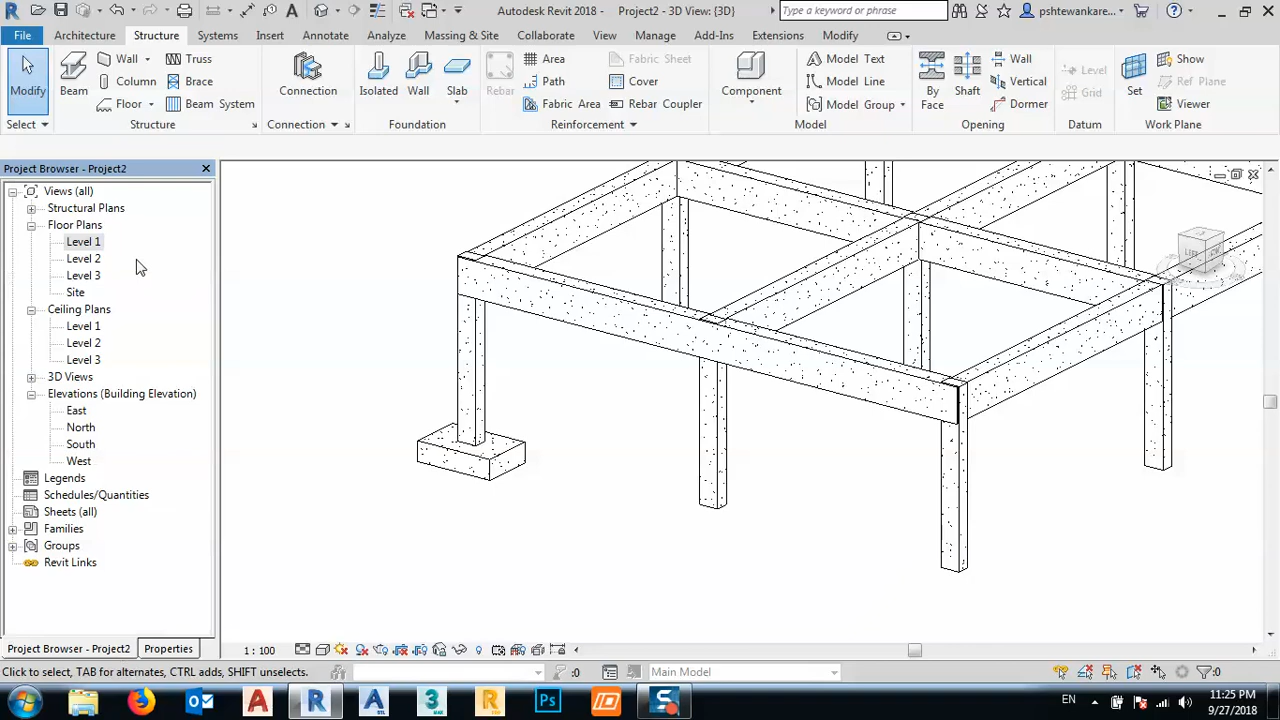 Autodesk Revit 2018 - Project2 - 3D View: {3D}
Type a keyword or phrase
pshtewankare...
File Architecture Structure Systems Insert Annotate Analyze Massing & Site Collaborate View Manage Add-Ins Extensions Modify
Modify
Select
Beam
Wall
Column
Floor
Truss
Brace
Beam System
Structure
Connection
Connection
Isolated
Wall
Slab
Foundation
Rebar
Area
Path
Fabric Area
Fabric Sheet
Cover
Rebar Coupler
Reinforcement
Component
Model Text
Model Line
Model Group
Model
By
Face
Shaft
Wall
Vertical
Dormer
Opening
Level
Grid
Datum
Set
Show
Ref Plane
Viewer
Work Plane
Project Browser - Project2
Views (all)
Structural Plans
Floor Plans
Level 1
Level 2
Level 3
Site
Ceiling Plans
Level 1
Level 2
Level 3
3D Views
Elevations (Building Elevation)
East
North
South
West
Legends
Schedules/Quantities
Sheets (all)
Families
Groups
Revit Links
Project Browser - Project2 Properties
1 : 100
Click to select, TAB for alternates, CTRL adds, SHIFT unselects.
:0
Main Model
:0
EN
11:25 PM
9/27/2018